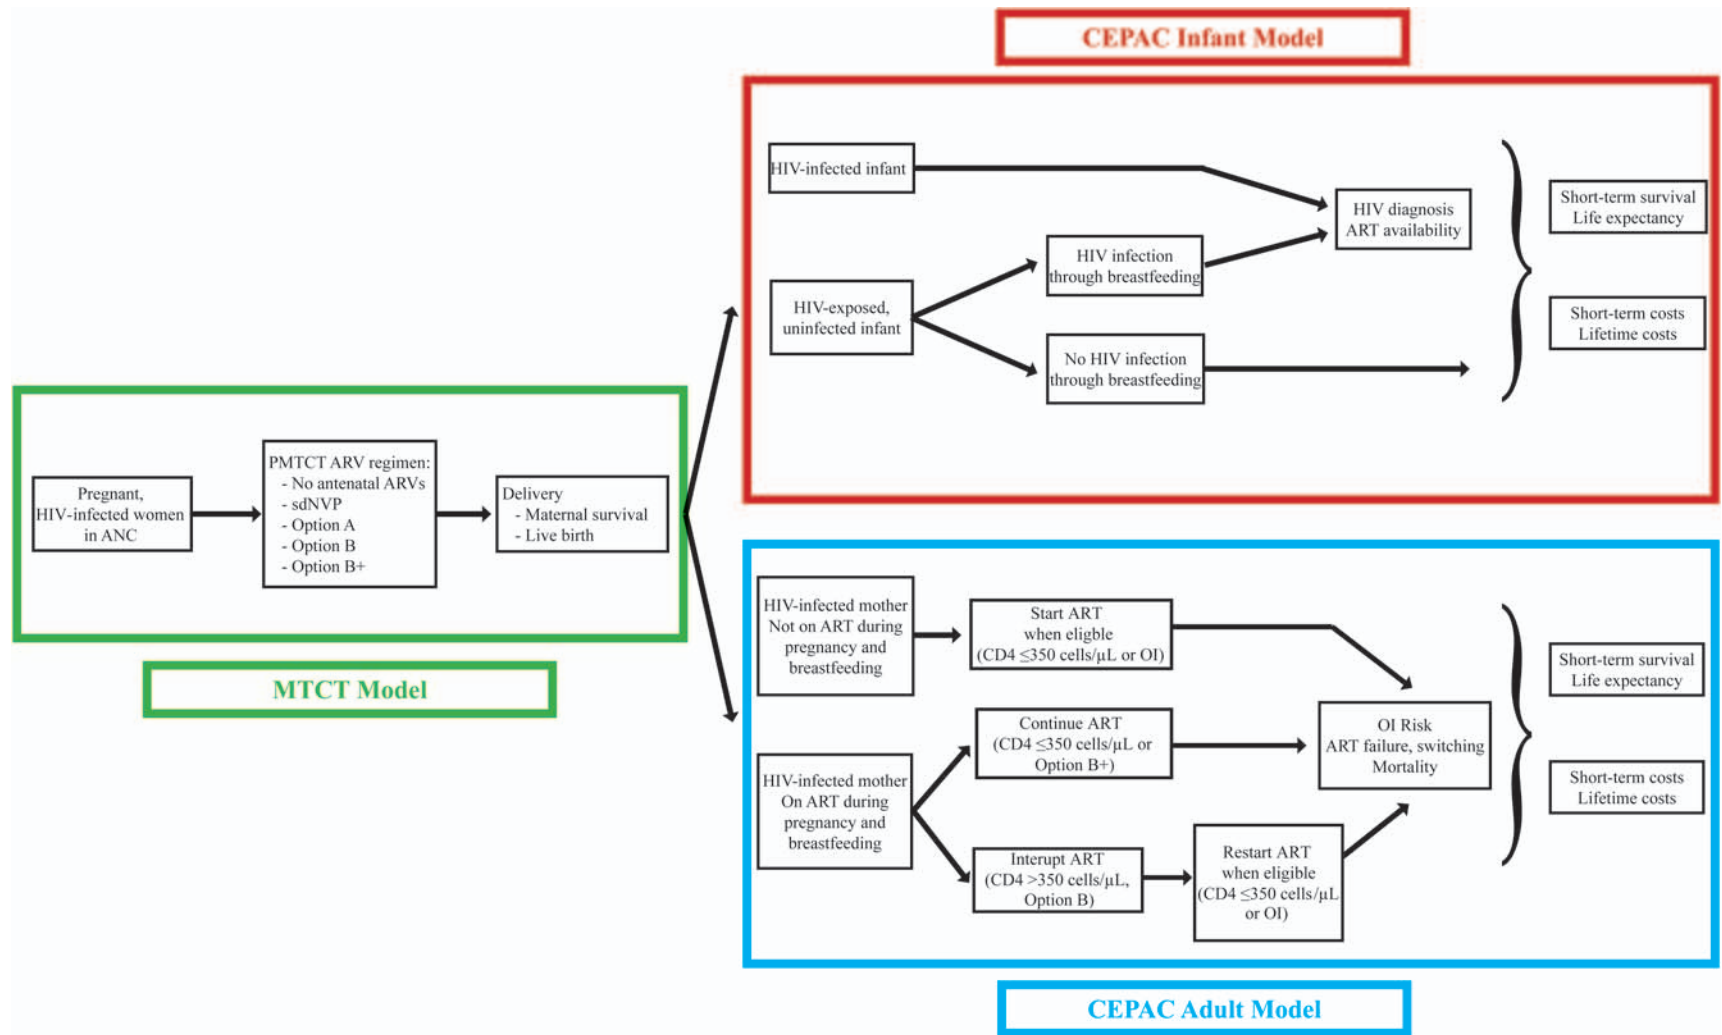 CEPAC Infant Model
HIV-infected infant
HIV-exposed,
uninfected infant
HIV infection
through breastfeeding
No HIV infection
through breastfeeding
HIV diagnosis
ART availability
Short-term survival
Life expectancy
Short-term costs
Lifetime costs
Pregnant,
HIV-infected women
in ANC
PMTCT ARV regimen:
- No antenatal ARVs
- sdNVP
- Option A
- Option B
- Option B+
Delivery
- Maternal survival
- Live birth
MTCT Model
HIV-infected mother
Not on ART during
pregnancy and
breastfeeding
Start ART
when eligble
(CD4 ≤350 cells/µL or OI)
HIV-infected mother
On ART during
pregnancy and
breastfeeding
Continue ART
(CD4 ≤350 cells/µL or
Option B+)
Interupt ART
(CD4 >350 cells/µL,
Option B)
Restart ART
when eligible
(CD4 ≤350 cells/µL
or OI)
OI Risk
ART failure, switching
Mortality
Short-term survival
Life expectancy
Short-term costs
Lifetime costs
CEPAC Adult Model